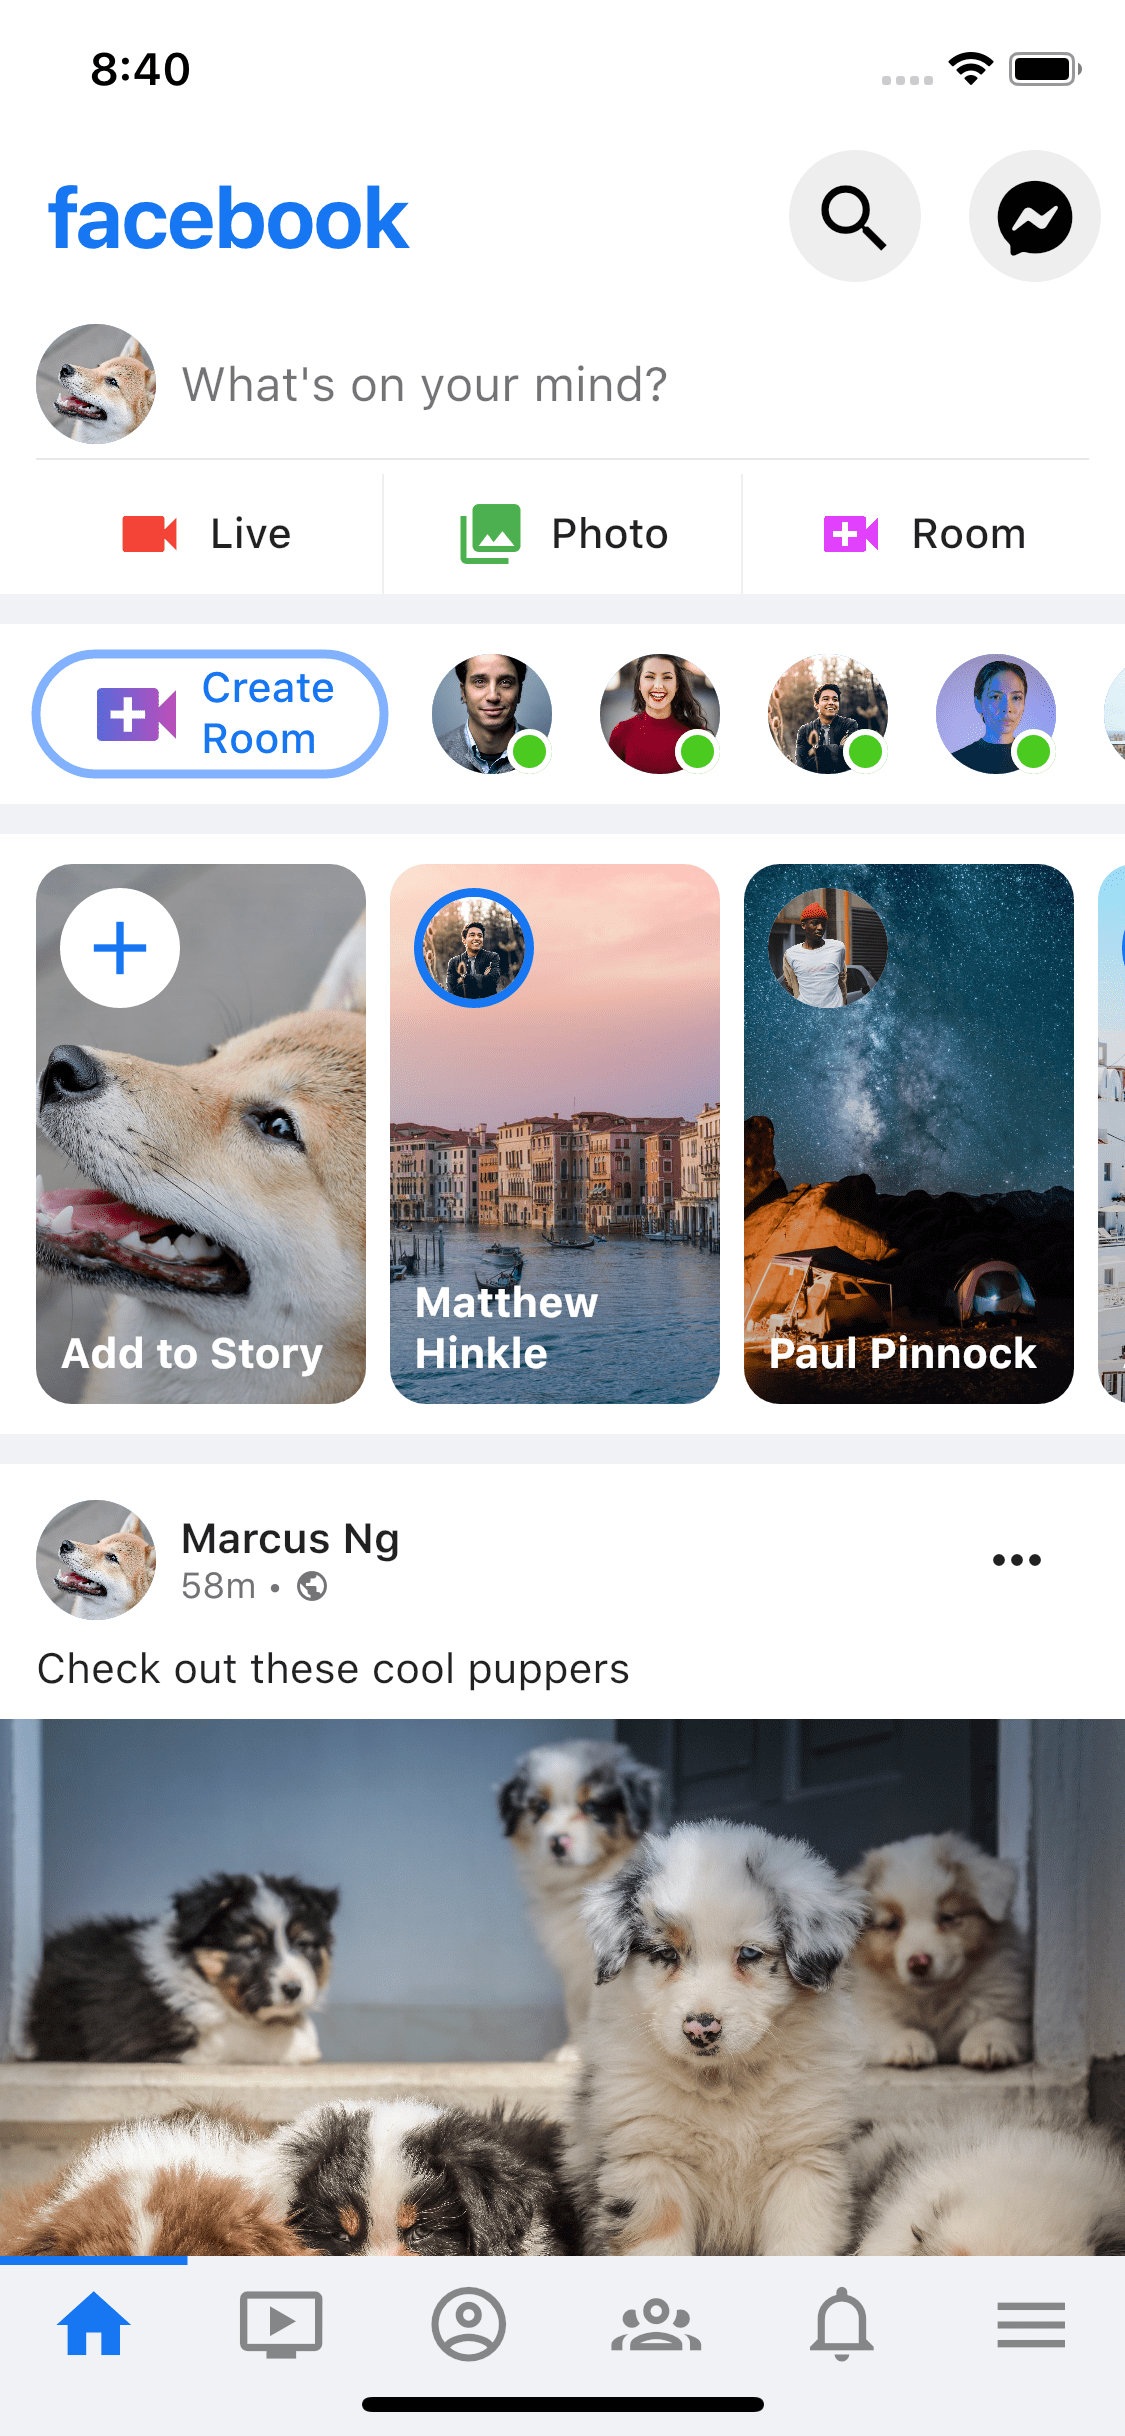 8:40
facebook
What's on your mind?
Live
Photo
Room
Create
Room
Add to Story
Matthew
Hinkle
Paul Pinnock
Marcus Ng
58m •
Check out these cool puppers